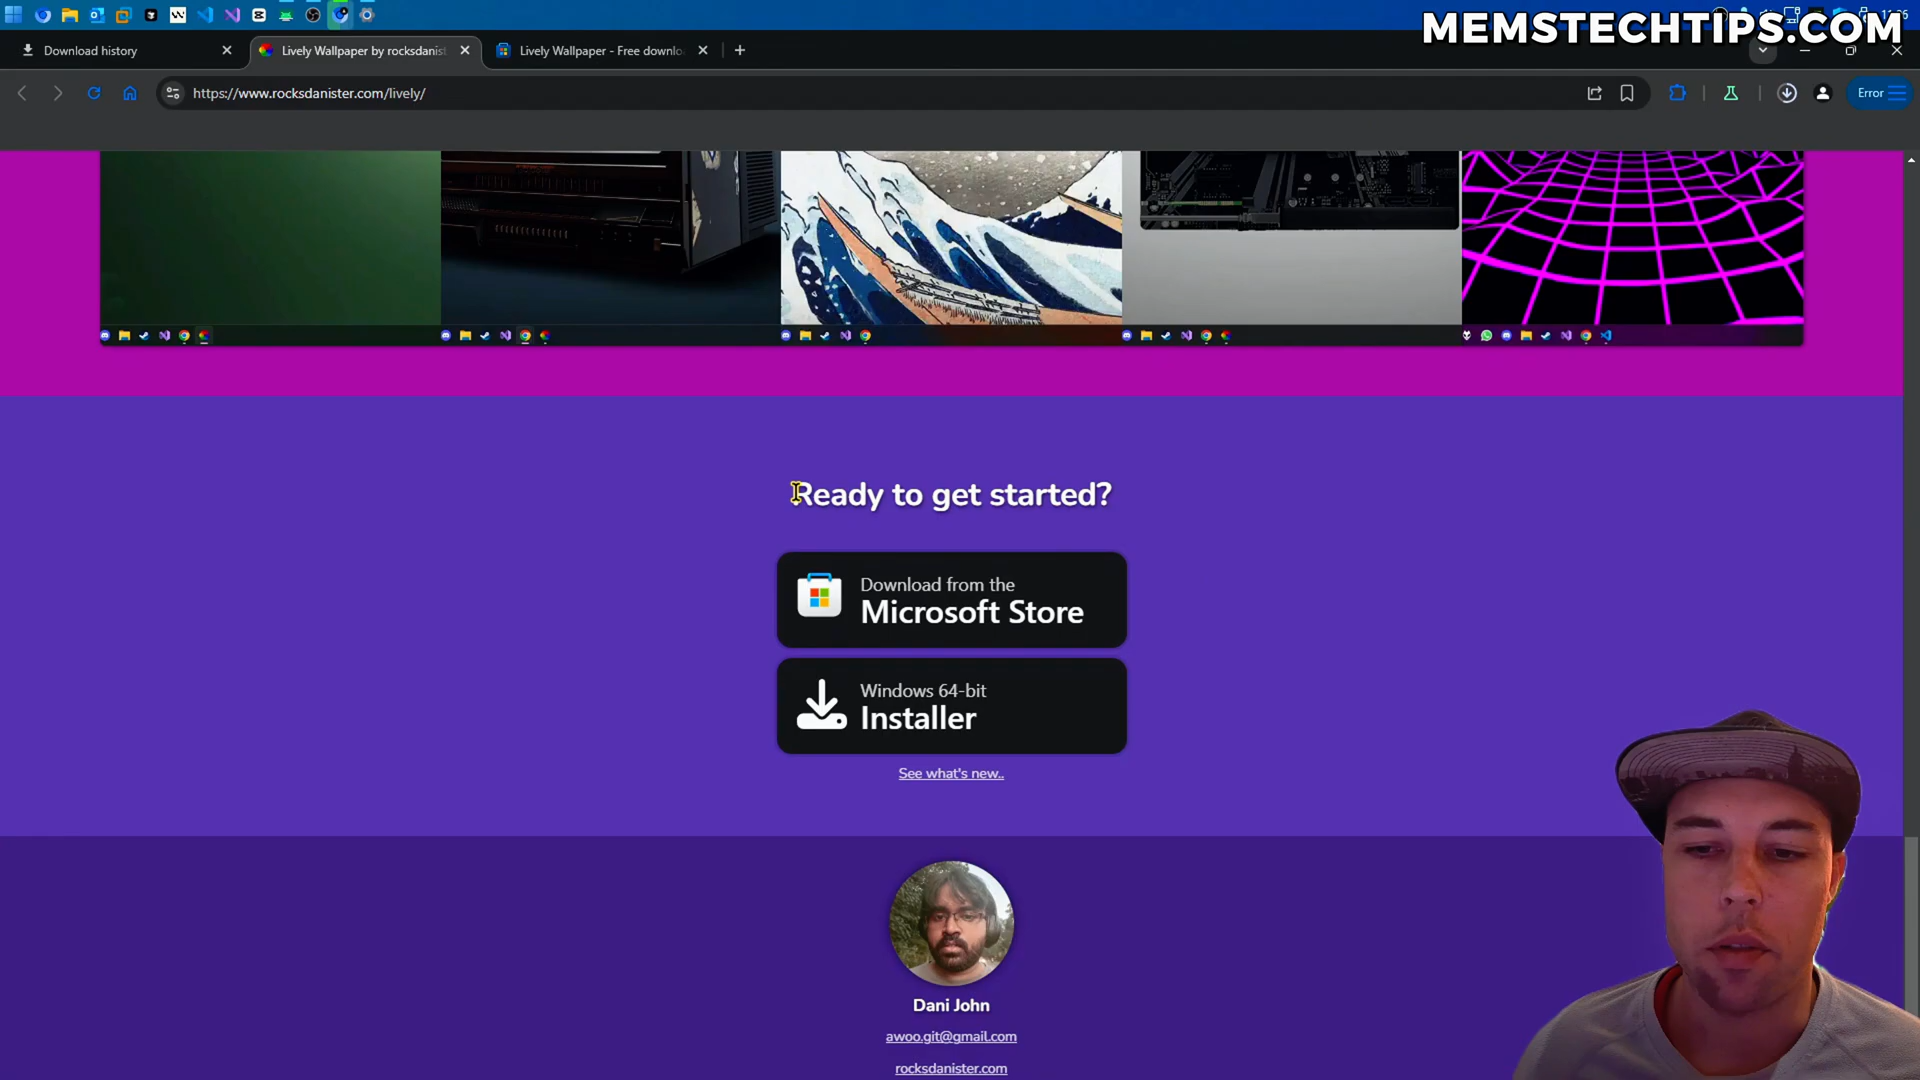 MEMSTECHTIPS.COM
Download history
Lively Wallpaper by rocksdanist
Lively Wallpaper - Free downlo
https://www.rocksdanister.com/lively/
Error
Ready to get started?
Download from the
Microsoft Store
Windows 64-bit
Installer
See what's new..
Dani John
awoo.git@gmail.com
rocksdanister.com